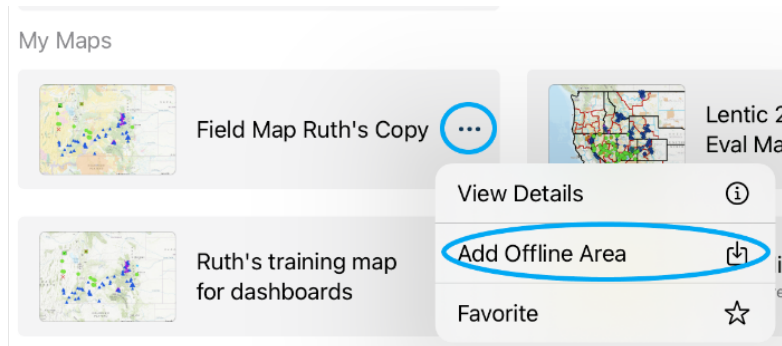 My Maps
Field Map Ruth's Copy
Lentic 2
Eval Ma
View Details
Add Offline Area
Ruth's training map
for dashboards
Favorite